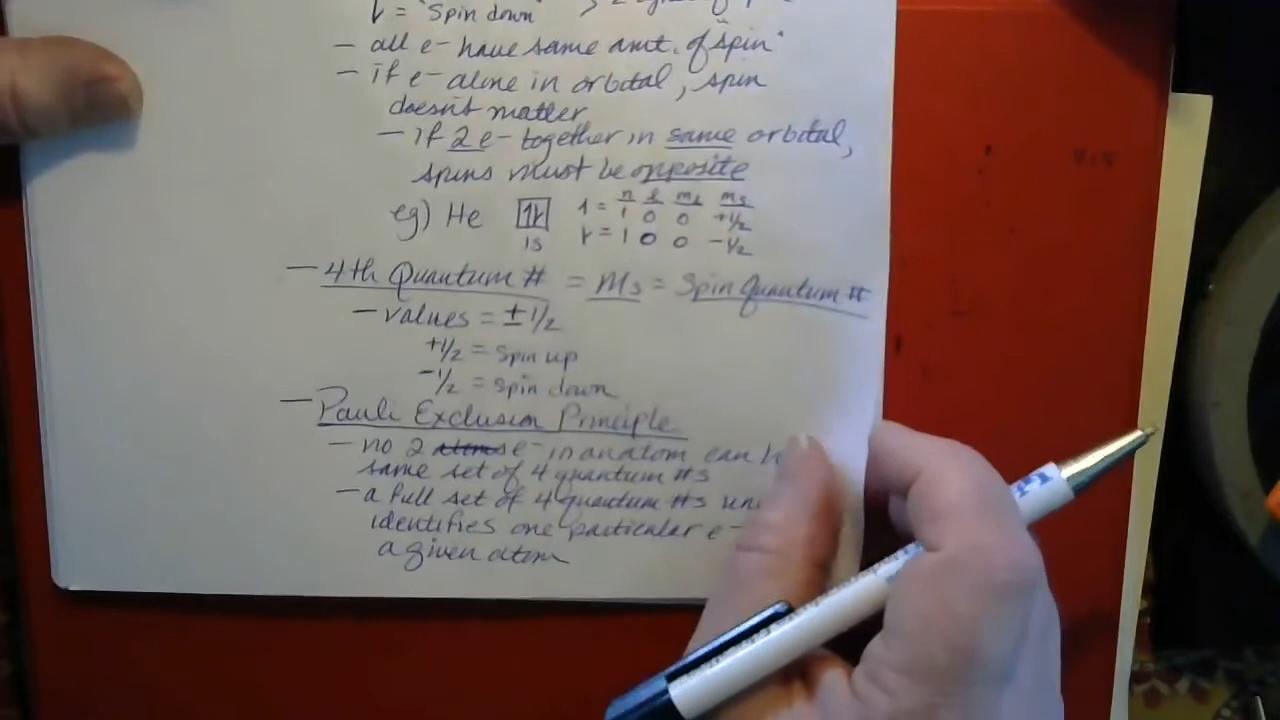 ⇂ = "Spin down"
- all e- have same amt. of "spin"
- if e- alone in orbital, spin
doesn't matter
- if 2 e- together in same orbital,
spins must be opposite
eg) He 1⇂ ↿ = n l ml ms
1 0 0 +1/2
1s ⇂ = 1 0 0 -1/2
- 4th Quantum # = ms = Spin Quantum #
- values = ±1/2
+1/2 = spin up
-1/2 = spin down
- Pauli Exclusion Principle
- no 2 atoms e- in an atom can
same set of 4 quantum #s
- a full set of 4 quantum #s
identifies one particular e-
a given atom